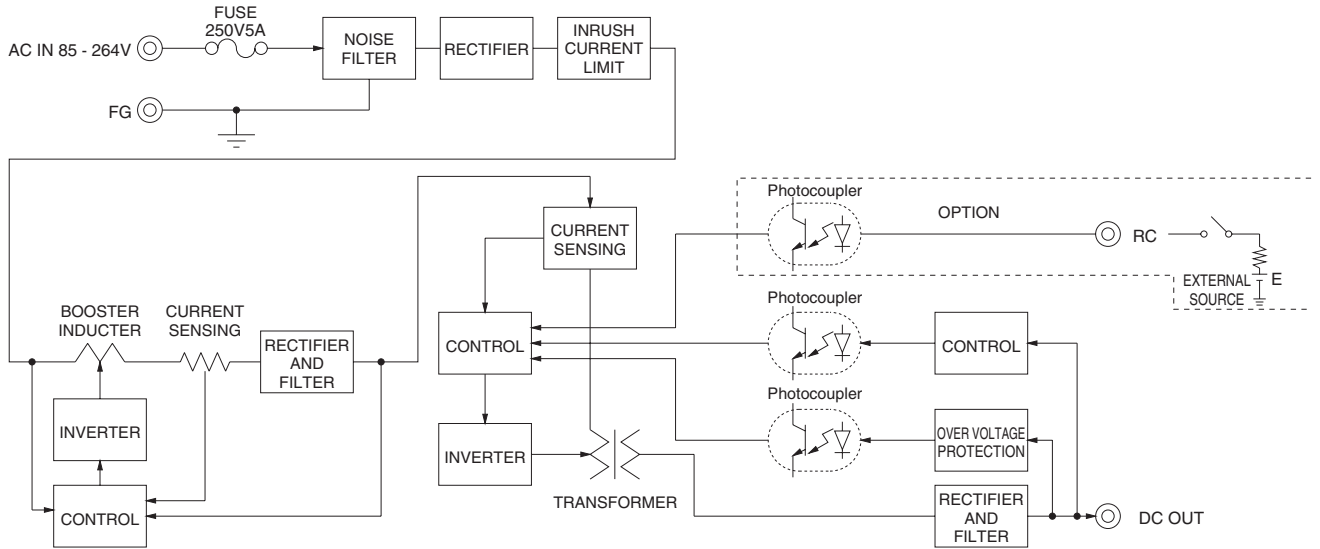 FUSE
250V5A
AC IN 85 - 264V
NOISE
FILTER
RECTIFIER
INRUSH
CURRENT
LIMIT
FG
Photocoupler
OPTION
RC
EXTERNAL
SOURCE
E
CURRENT
SENSING
BOOSTER
INDUCTER
CURRENT
SENSING
RECTIFIER
AND
FILTER
CONTROL
Photocoupler
CONTROL
Photocoupler
INVERTER
INVERTER
OVER VOLTAGE
PROTECTION
TRANSFORMER
CONTROL
RECTIFIER
AND
FILTER
DC OUT